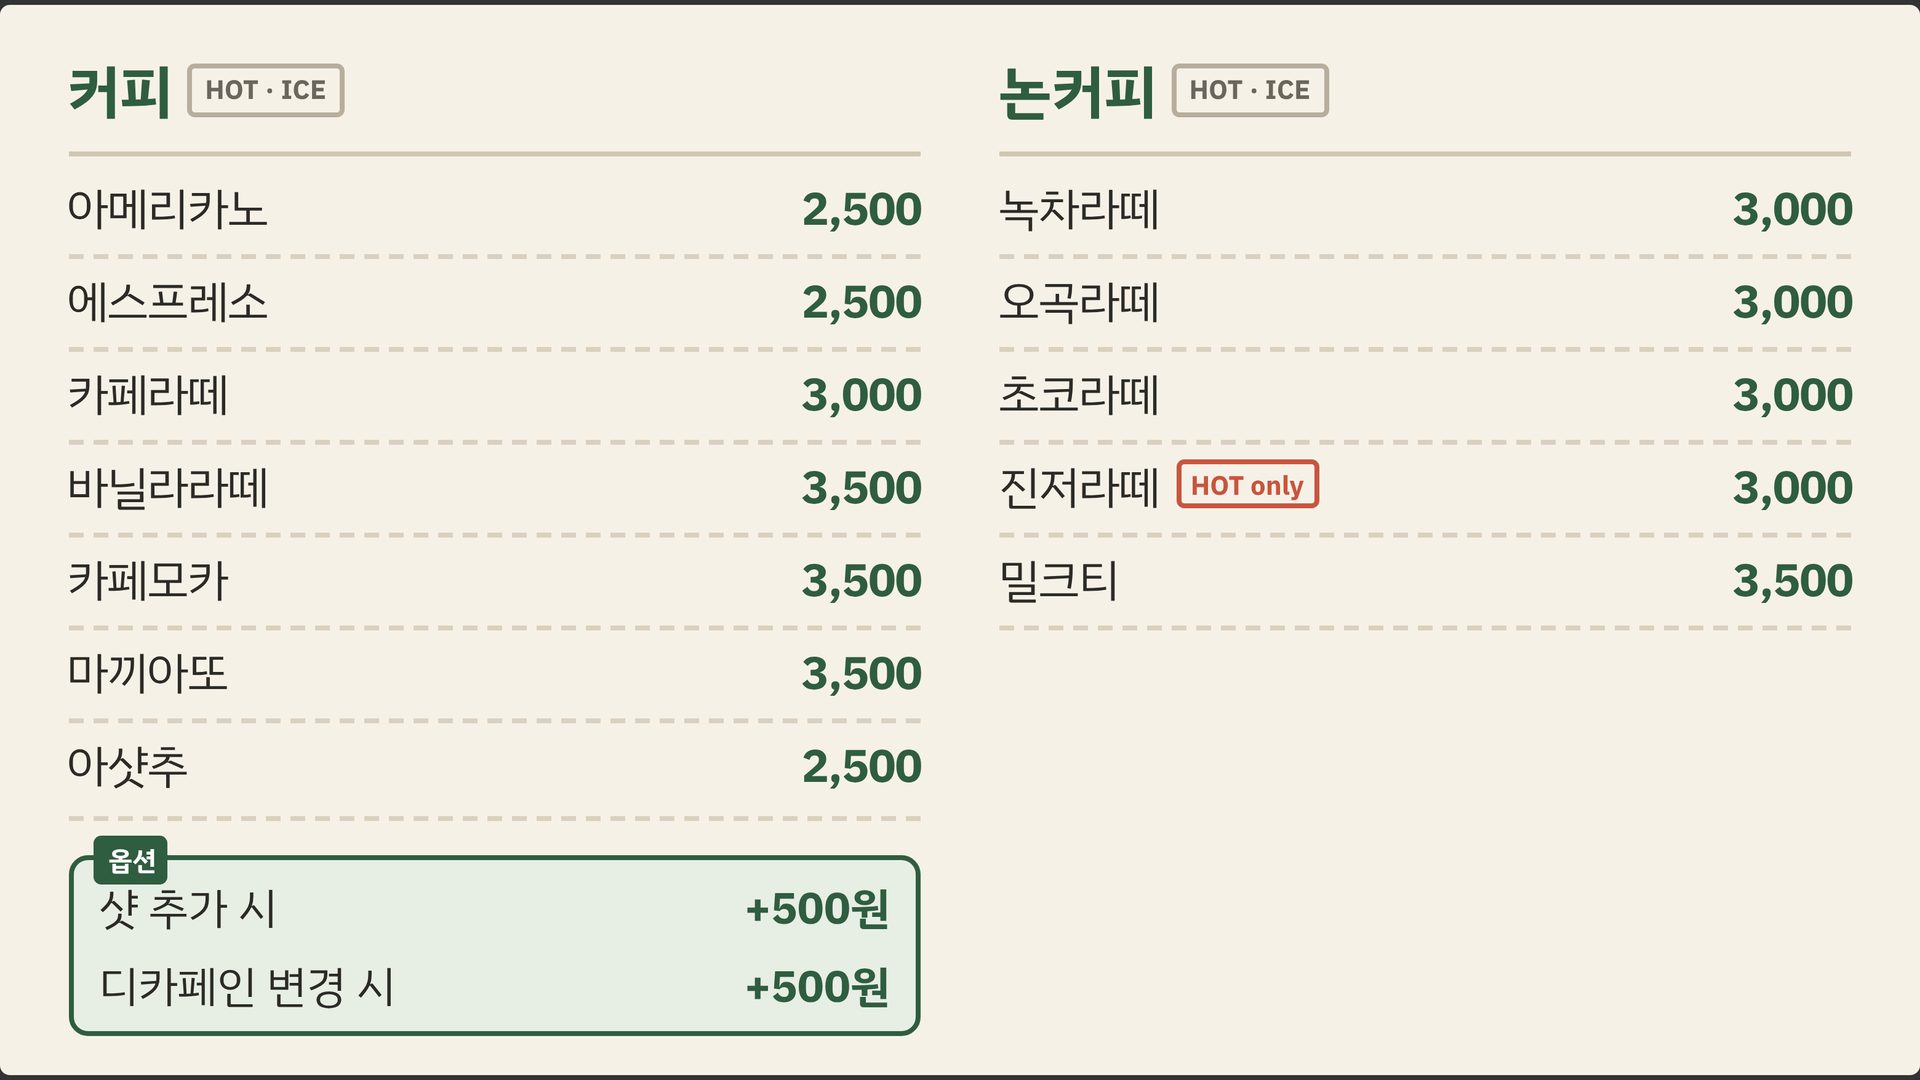 커피 HOT · ICE
아메리카노 2,500
에스프레소 2,500
카페라떼 3,000
바닐라라떼 3,500
카페모카 3,500
마끼아또 3,500
아샷추 2,500
옵션
샷 추가 시 +500원
디카페인 변경 시 +500원
논커피 HOT · ICE
녹차라떼 3,000
오곡라떼 3,000
초코라떼 3,000
진저라떼 HOT only 3,000
밀크티 3,500